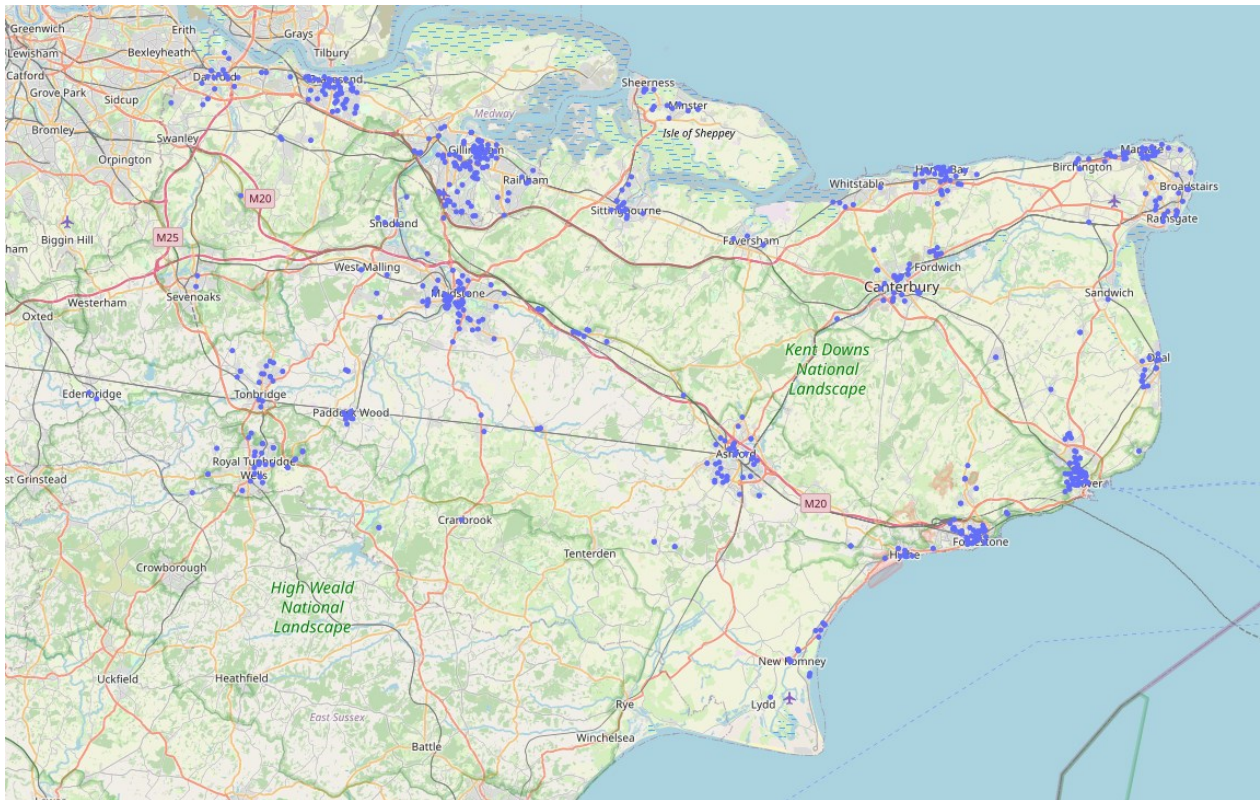 Greenwich
Erith
Grays
Lewisham
Bexleyheath
Tilbury
Catford
Dartford
Gravesend
Sheerness
Grove Park
Sidcup
Minster
Medway
Bromley
Swanley
Isle of Sheppey
Orpington
Gillingham
Margate
Rainham
Herne Bay
Birchington
Whitstable
Broadstairs
M20
Sittingbourne
Ramsgate
Snodland
M25
Biggin Hill
Faversham
ham
West Malling
Fordwich
Canterbury
Sevenoaks
Maidstone
Sandwich
Westerham
Oxted
Kent Downs
National
Landscape
Deal
Edenbridge
Tonbridge
Paddock Wood
Ashford
Royal Tunbridge
Wells
st Grinstead
Dover
M20
Cranbrook
Folkestone
Tenterden
Hythe
Crowborough
High Weald
National
Landscape
New Romney
Uckfield
Heathfield
Rye
Lydd
East Sussex
Winchelsea
Battle